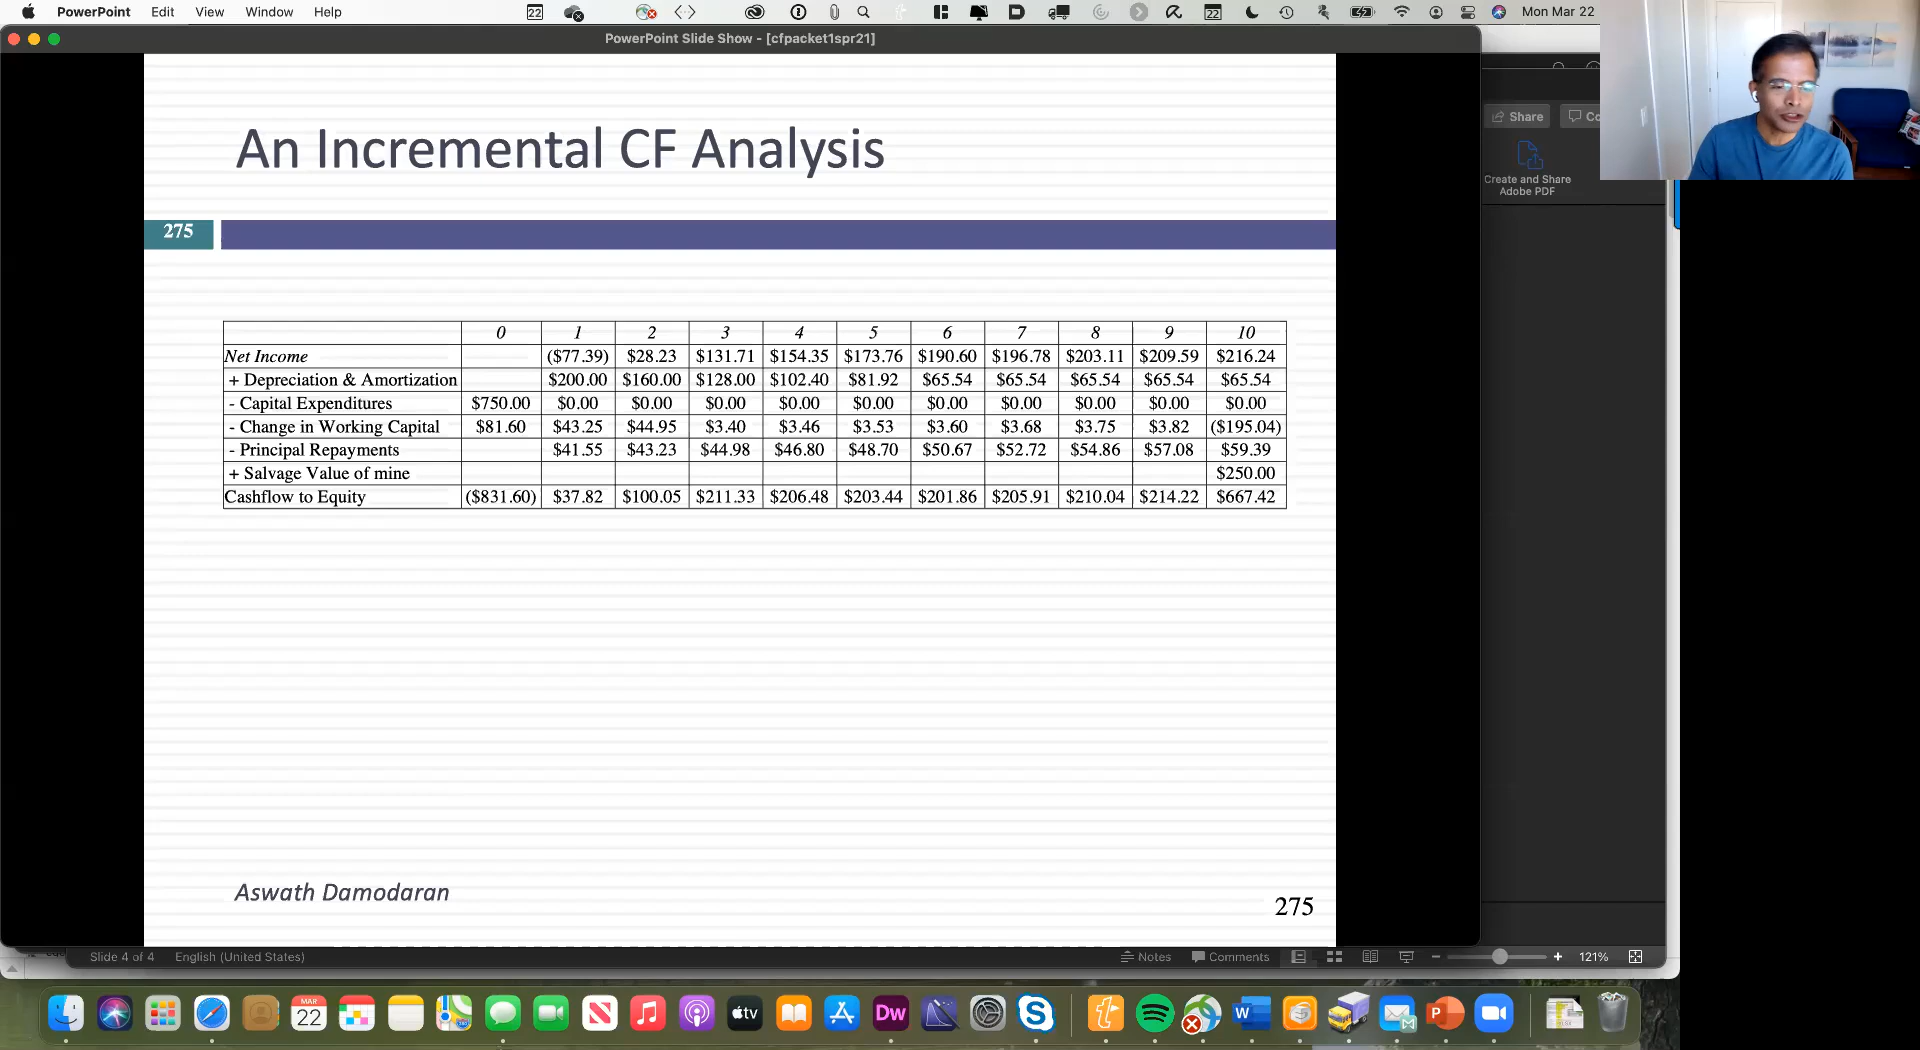 PowerPoint Edit View Window Help 22 22 Mon Mar 22
PowerPoint Slide Show - [cfpacket1spr21]
Share
Create and Share
Adobe PDF
An Incremental CF Analysis
275
0 1 2 3 4 5 6 7 8 9 10
Net Income ($77.39) $28.23 $131.71 $154.35 $173.76 $190.60 $196.78 $203.11 $209.59 $216.24
+ Depreciation & Amortization $200.00 $160.00 $128.00 $102.40 $81.92 $65.54 $65.54 $65.54 $65.54 $65.54
- Capital Expenditures $750.00 $0.00 $0.00 $0.00 $0.00 $0.00 $0.00 $0.00 $0.00 $0.00 $0.00
- Change in Working Capital $81.60 $43.25 $44.95 $3.40 $3.46 $3.53 $3.60 $3.68 $3.75 $3.82 ($195.04)
- Principal Repayments $41.55 $43.23 $44.98 $46.80 $48.70 $50.67 $52.72 $54.86 $57.08 $59.39
+ Salvage Value of mine $250.00
Cashflow to Equity ($831.60) $37.82 $100.05 $211.33 $206.48 $203.44 $201.86 $205.91 $210.04 $214.22 $667.42
Aswath Damodaran
275
Slide 4 of 4 English (United States) Notes Comments 121%
MAR
22 tv Dw W P